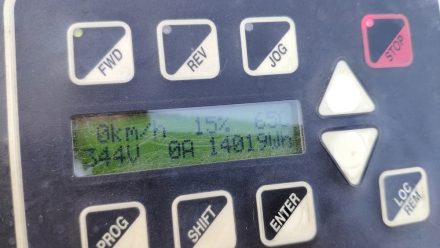 FWD REV JOG STOP
0km/h 15% 65C
344V 0A 14019Wh
PROG SHIFT ENTER LOC REM